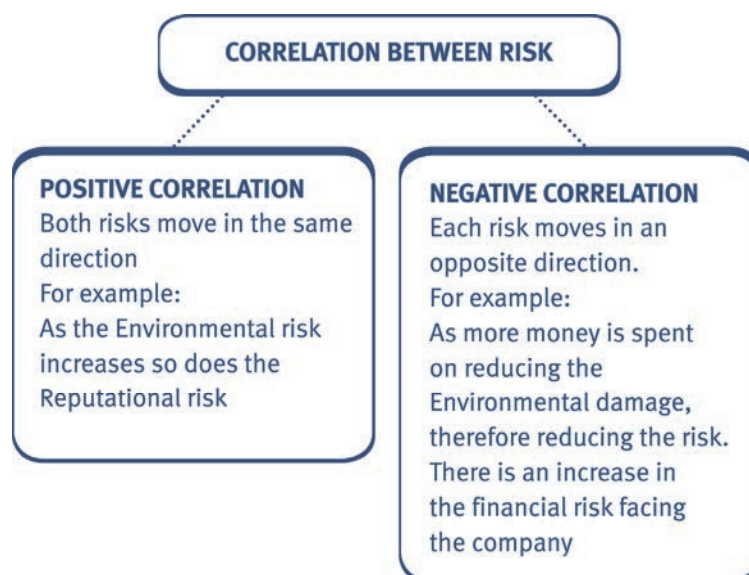 CORRELATION BETWEEN RISK
POSITIVE CORRELATION
Both risks move in the same
direction
For example:
As the Environmental risk
increases so does the
Reputational risk
NEGATIVE CORRELATION
Each risk moves in an
opposite direction.
For example:
As more money is spent
on reducing the
Environmental damage,
therefore reducing the risk.
There is an increase in
the financial risk facing
the company